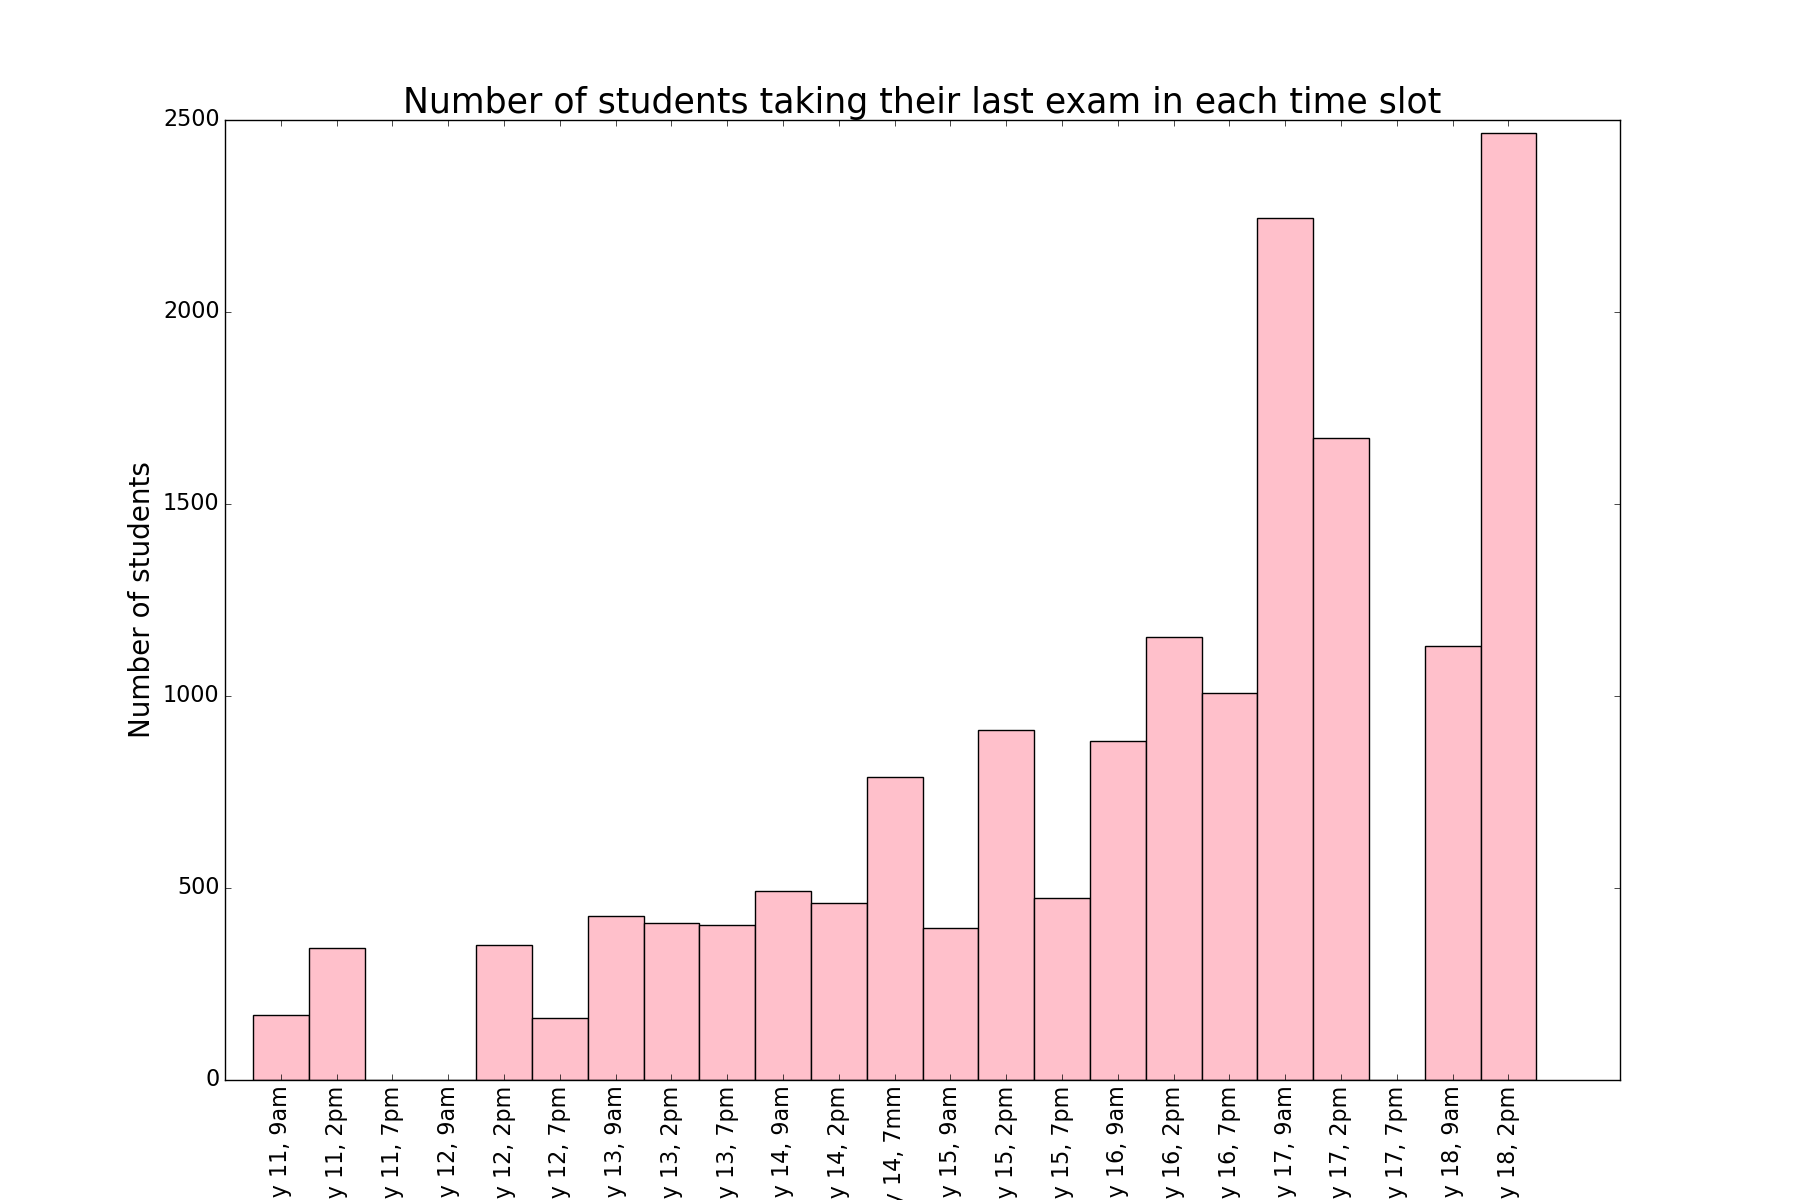 Number of students taking their last exam in each time slot
2500
2000
1500
1000
500
0
Number of students
y 11, 9am
y 11, 2pm
y 11, 7pm
y 12, 9am
y 12, 2pm
y 12, 7pm
y 13, 9am
y 13, 2pm
y 13, 7pm
y 14, 9am
y 14, 2pm
y 14, 7mm
y 15, 9am
y 15, 2pm
y 15, 7pm
y 16, 9am
y 16, 2pm
y 16, 7pm
y 17, 9am
y 17, 2pm
y 17, 7pm
y 18, 9am
y 18, 2pm